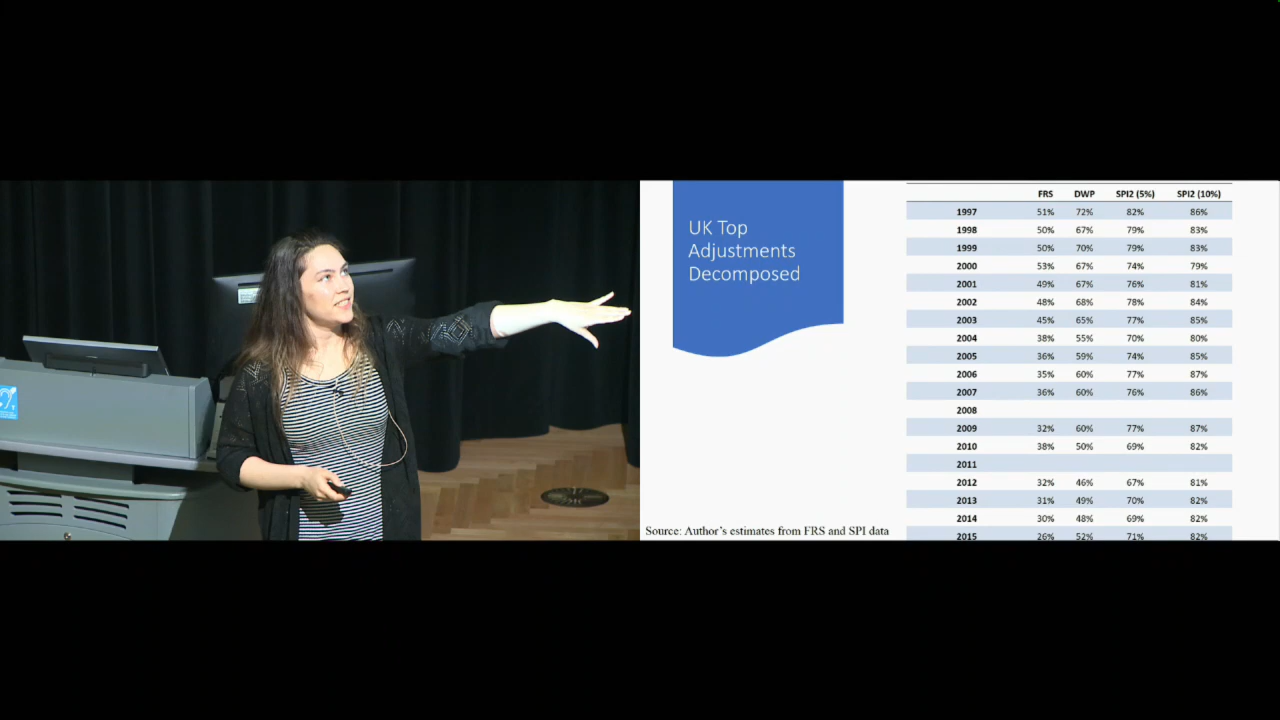 UK Top
Adjustments
Decomposed
FRS DWP SPI2 (5%) SPI2 (10%)
1997 51% 72% 82% 86%
1998 50% 67% 79% 83%
1999 50% 70% 79% 83%
2000 53% 67% 74% 79%
2001 49% 67% 76% 81%
2002 48% 68% 78% 84%
2003 45% 65% 77% 85%
2004 38% 55% 70% 80%
2005 36% 59% 74% 85%
2006 35% 60% 77% 87%
2007 36% 60% 76% 86%
2008
2009 32% 60% 77% 87%
2010 38% 50% 69% 82%
2011
2012 32% 46% 67% 81%
2013 31% 49% 70% 82%
2014 30% 48% 69% 82%
2015 26% 52% 71% 82%
Source: Author's estimates from FRS and SPI data